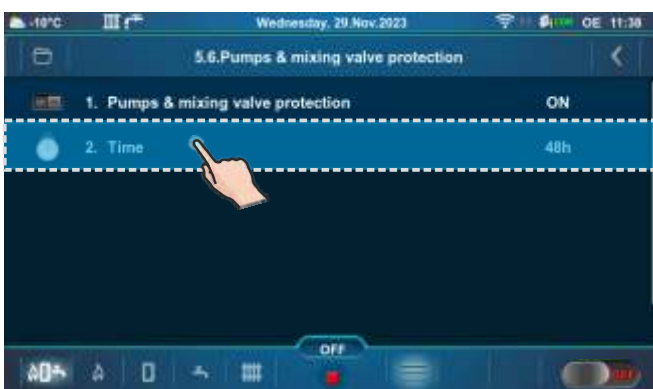 -10°C Wednesday, 29.Nov.2023 OE 11:38
5.6.Pumps & mixing valve protection
1. Pumps & mixing valve protection ON
2. Time 48h
OFF
OFF